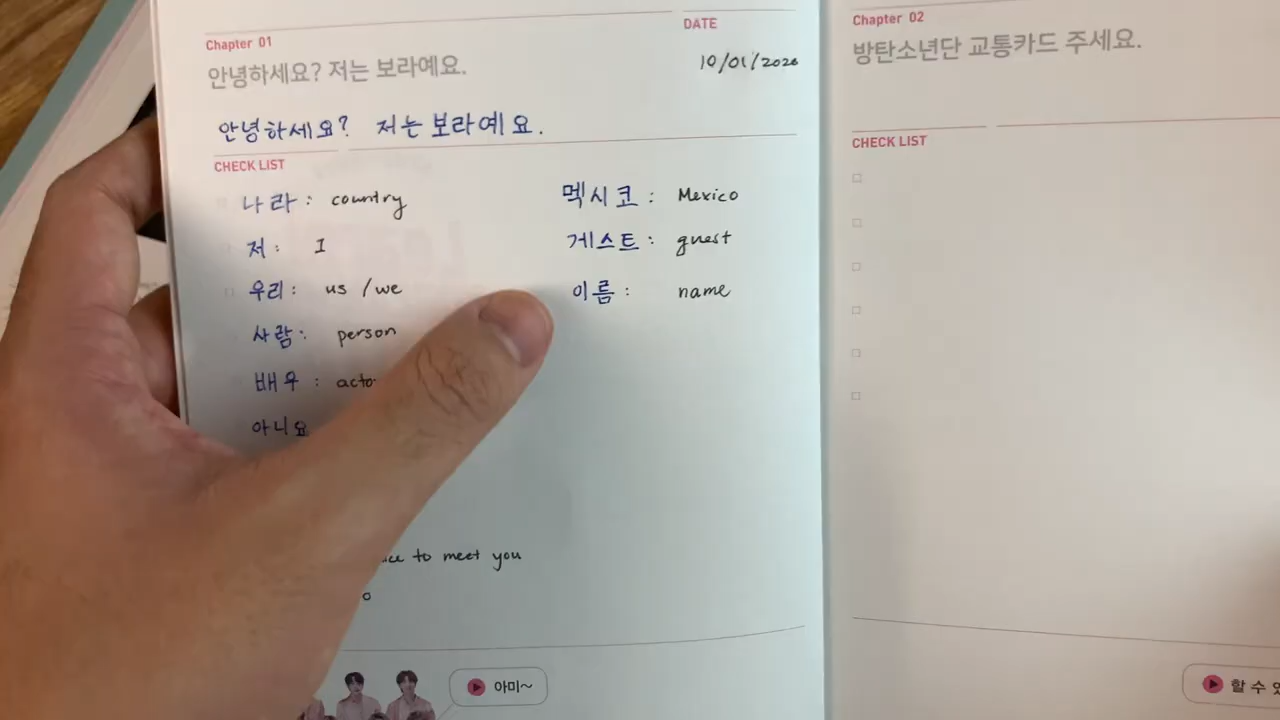 Chapter 01
DATE
안녕하세요? 저는 보라예요.
10/01/2026
안녕하세요? 저는 보라예요.
CHECK LIST
나라 : country
저 : I
우리 : us / we
사람 : person
배우 :
아니요
멕시코 : Mexico
게스트 : guest
이름 : name
to meet you
아미~
Chapter 02
방탄소년단 교통카드 주세요.
CHECK LIST
할 수